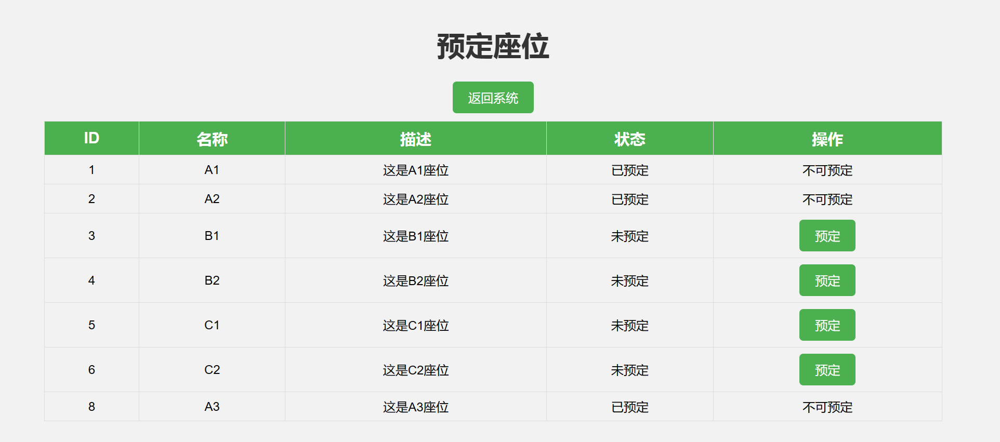 预定座位
返回系统
ID 名称 描述 状态 操作
1 A1 这是A1座位 已预定 不可预定
2 A2 这是A2座位 已预定 不可预定
3 B1 这是B1座位 未预定 预定
4 B2 这是B2座位 未预定 预定
5 C1 这是C1座位 未预定 预定
6 C2 这是C2座位 未预定 预定
8 A3 这是A3座位 已预定 不可预定